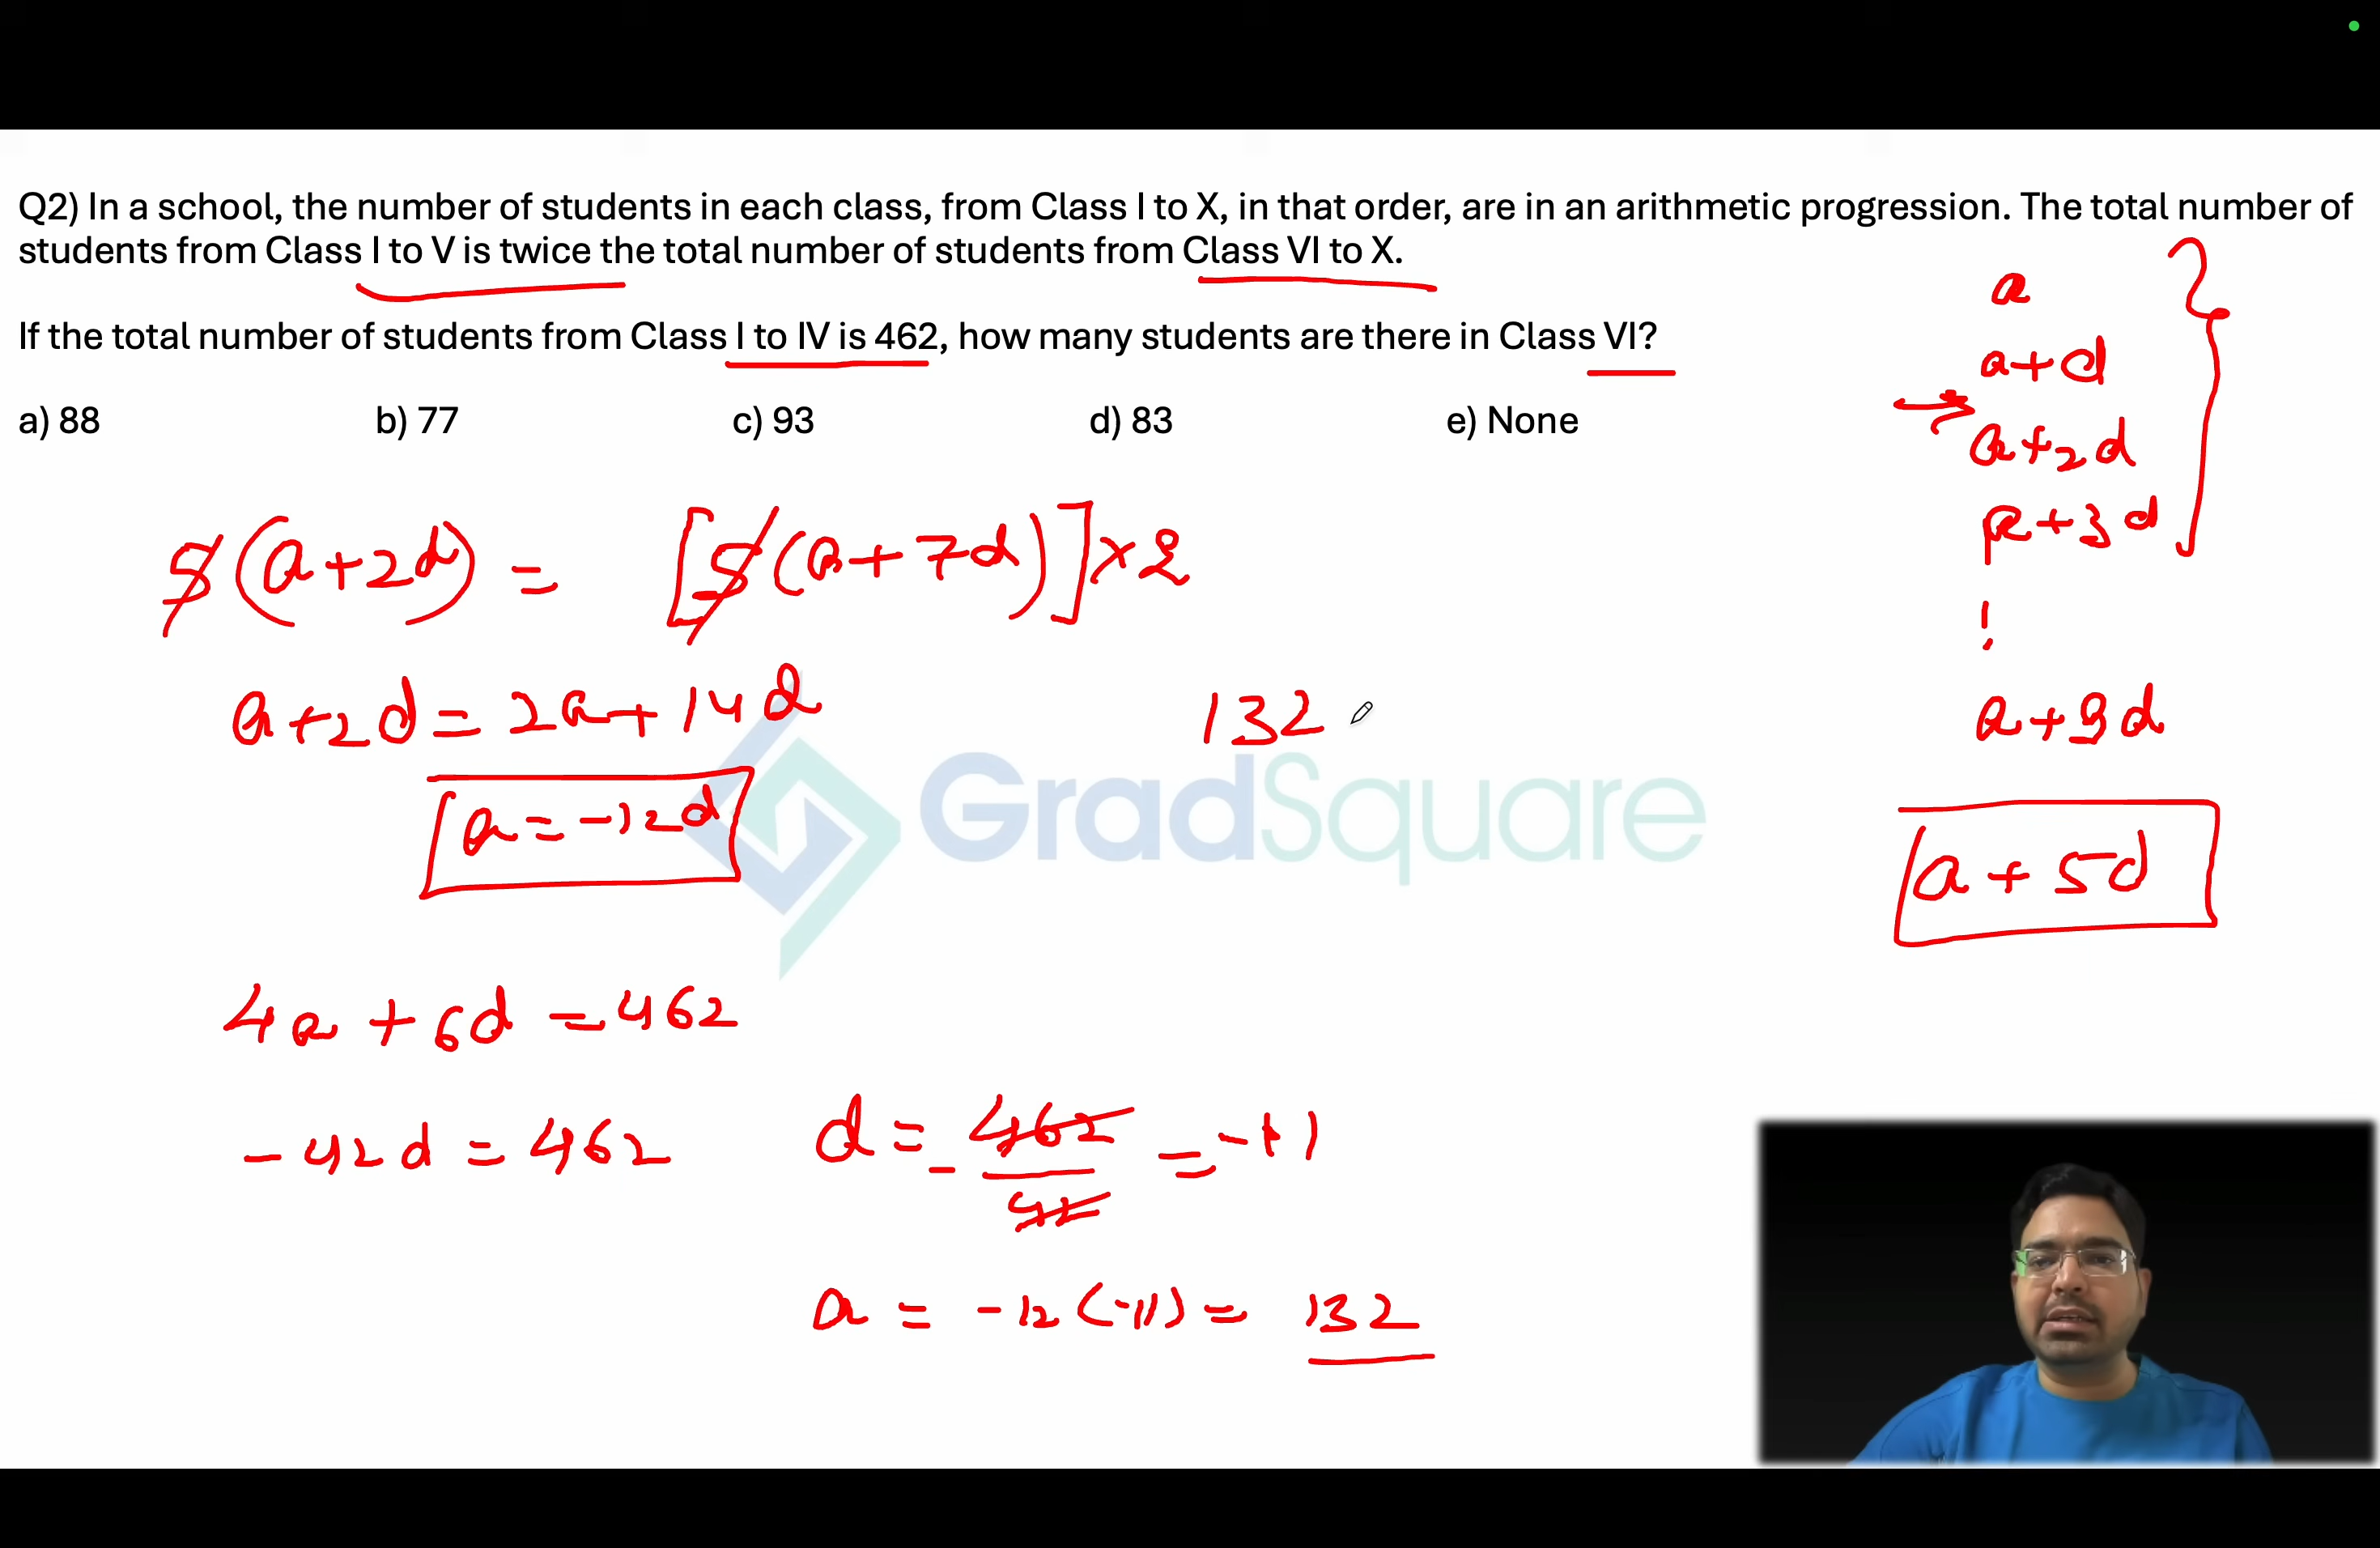 Q2) In a school, the number of students in each class, from Class I to X, in that order, are in an arithmetic progression. The total number of
students from Class I to V is twice the total number of students from Class VI to X.
If the total number of students from Class I to IV is 462, how many students are there in Class VI?
a) 88 b) 77 c) 93 d) 83 e) None
a
a+d
a+2d
a+3d
a+9d
a+5d
5(a+2d) = [5(a+7d)]×2
a+2d = 2a+14d
a = -12d
132
GradSquare
4a + 6d = 462
-42d = 462
d = -462/42 = -11
a = -12(-11) = 132